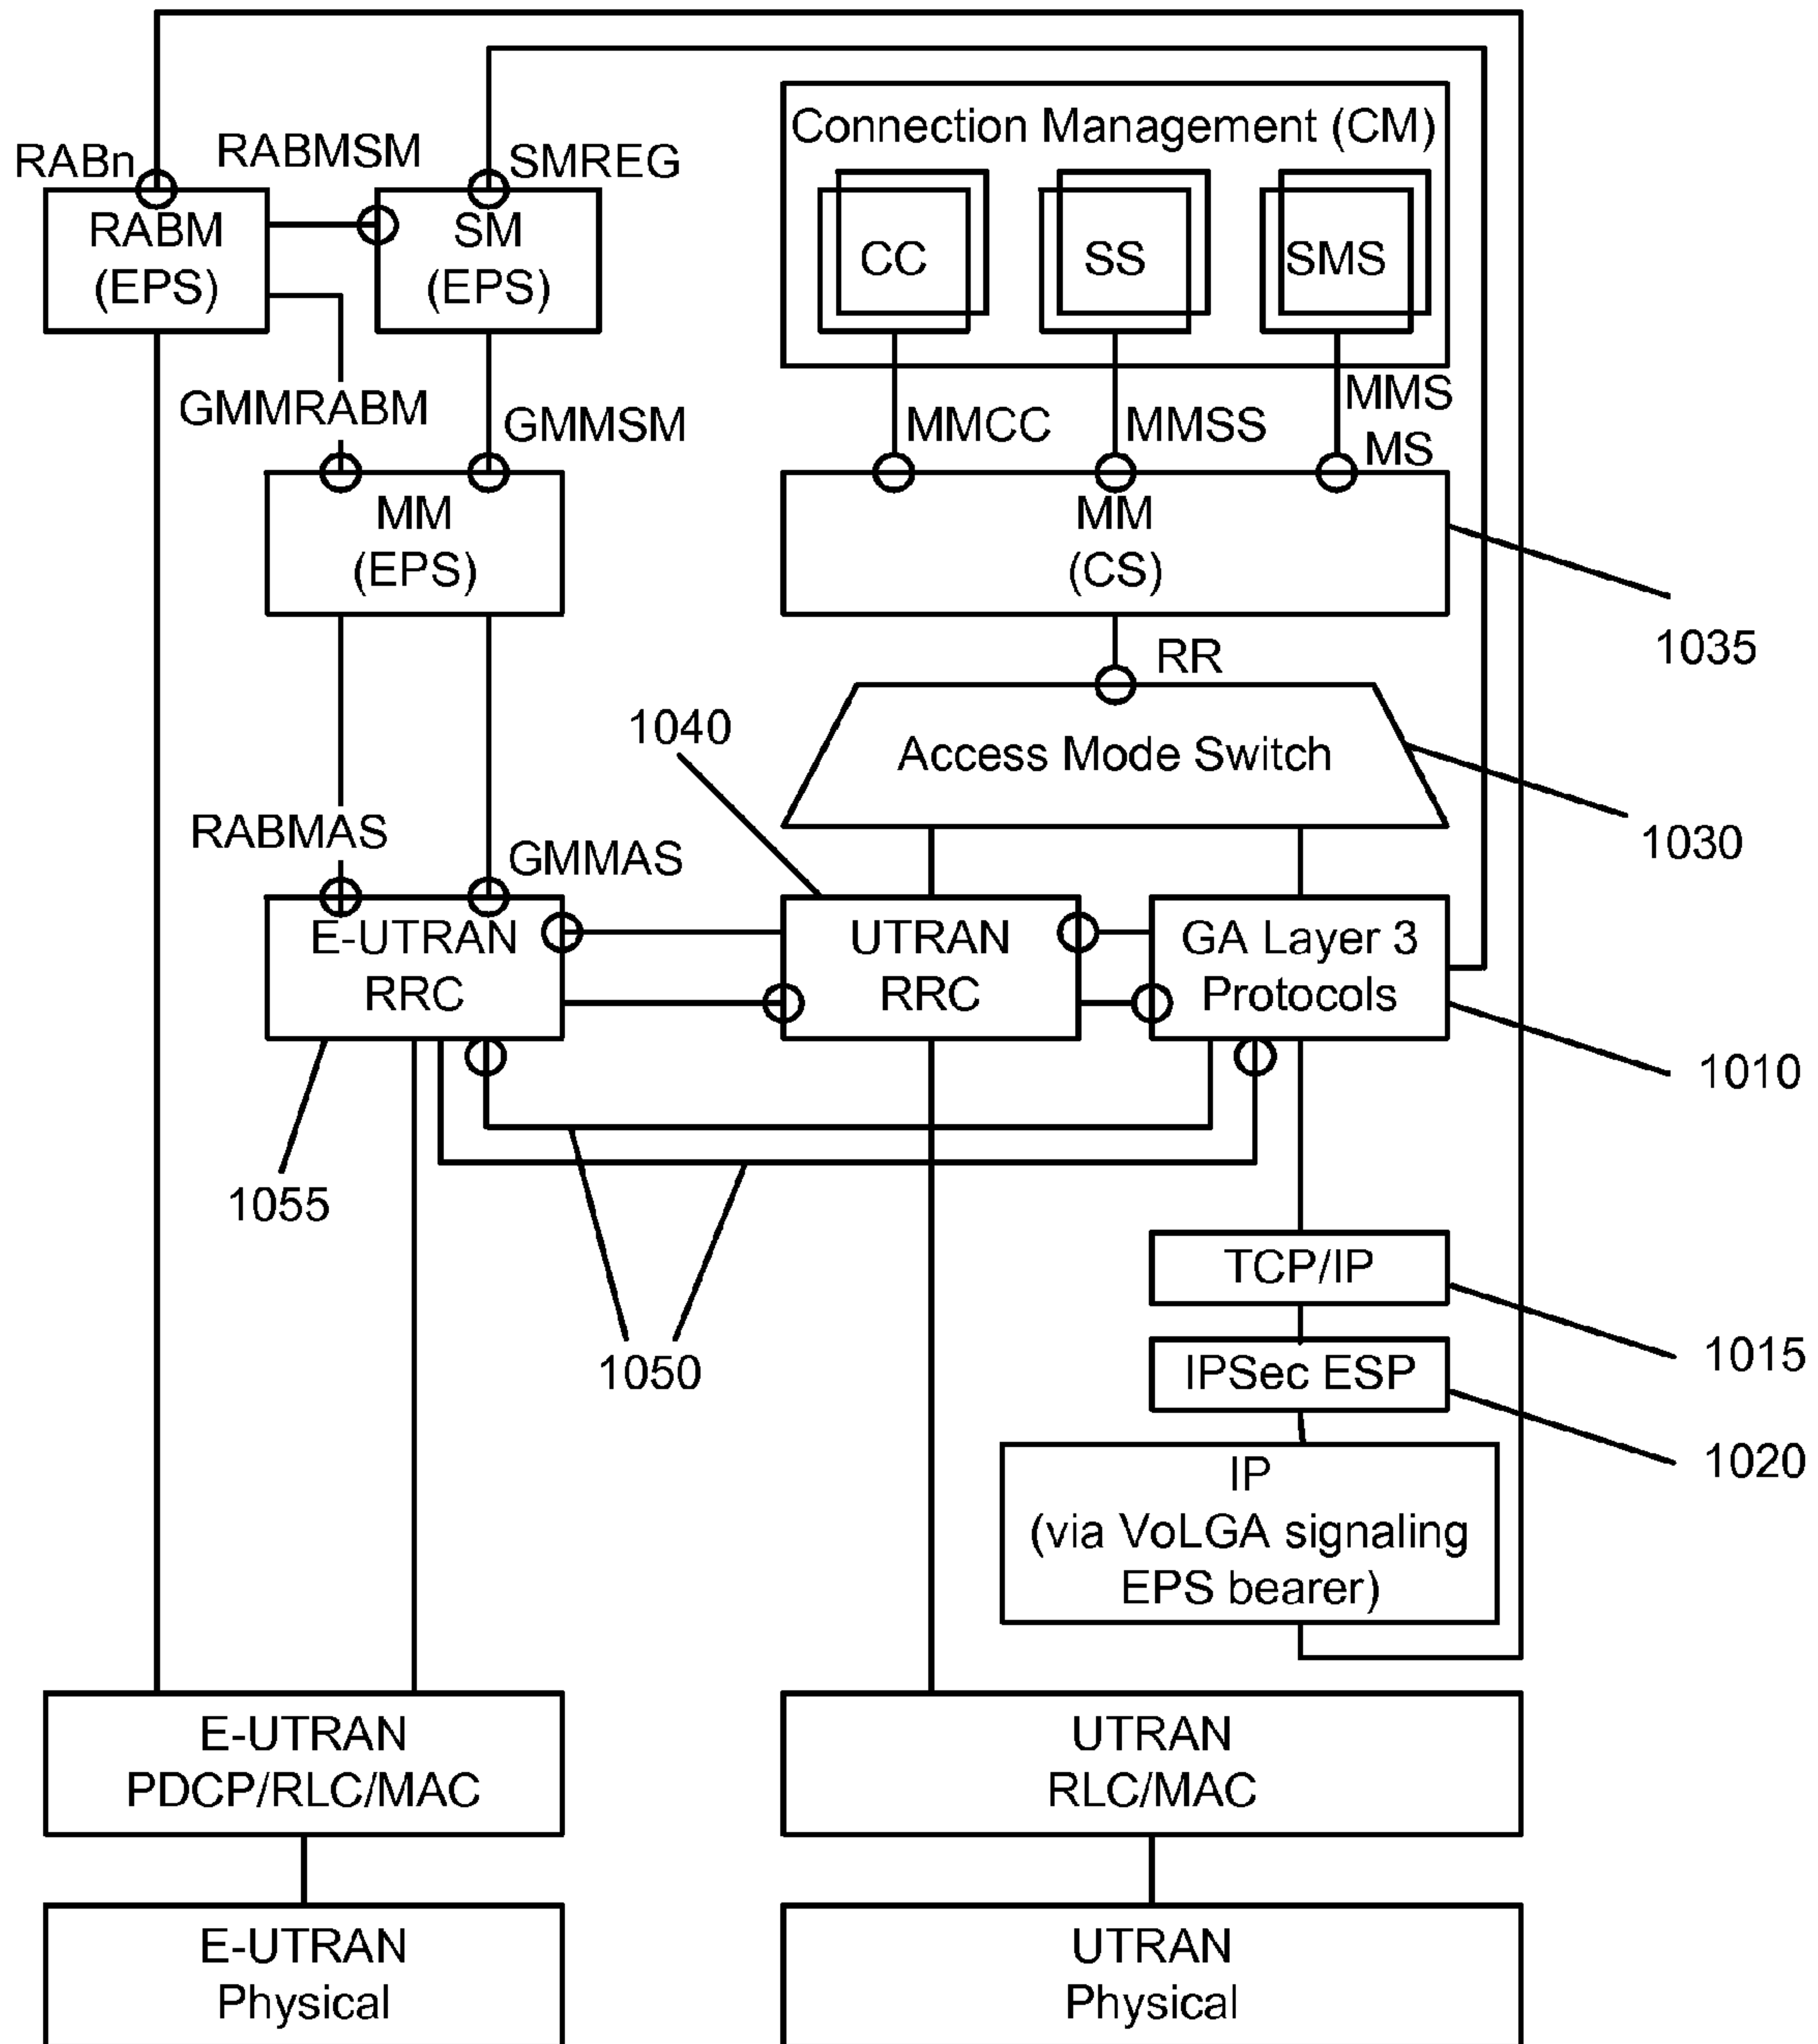 Connection Management (CM)
RABn
RABMSM
SMREG
RABM
(EPS)
SM
(EPS)
CC
SS
SMS
GMMRABM
GMMSM
MMCC
MMSS
MMS
MS
MM
(EPS)
MM
(CS)
1035
RR
1040
Access Mode Switch
1030
RABMAS
GMMAS
E-UTRAN
RRC
UTRAN
RRC
GA Layer 3
Protocols
1010
1055
TCP/IP
1015
1050
IPSec ESP
1020
IP
(via VoLGA signaling
EPS bearer)
E-UTRAN
PDCP/RLC/MAC
UTRAN
RLC/MAC
E-UTRAN
Physical
UTRAN
Physical